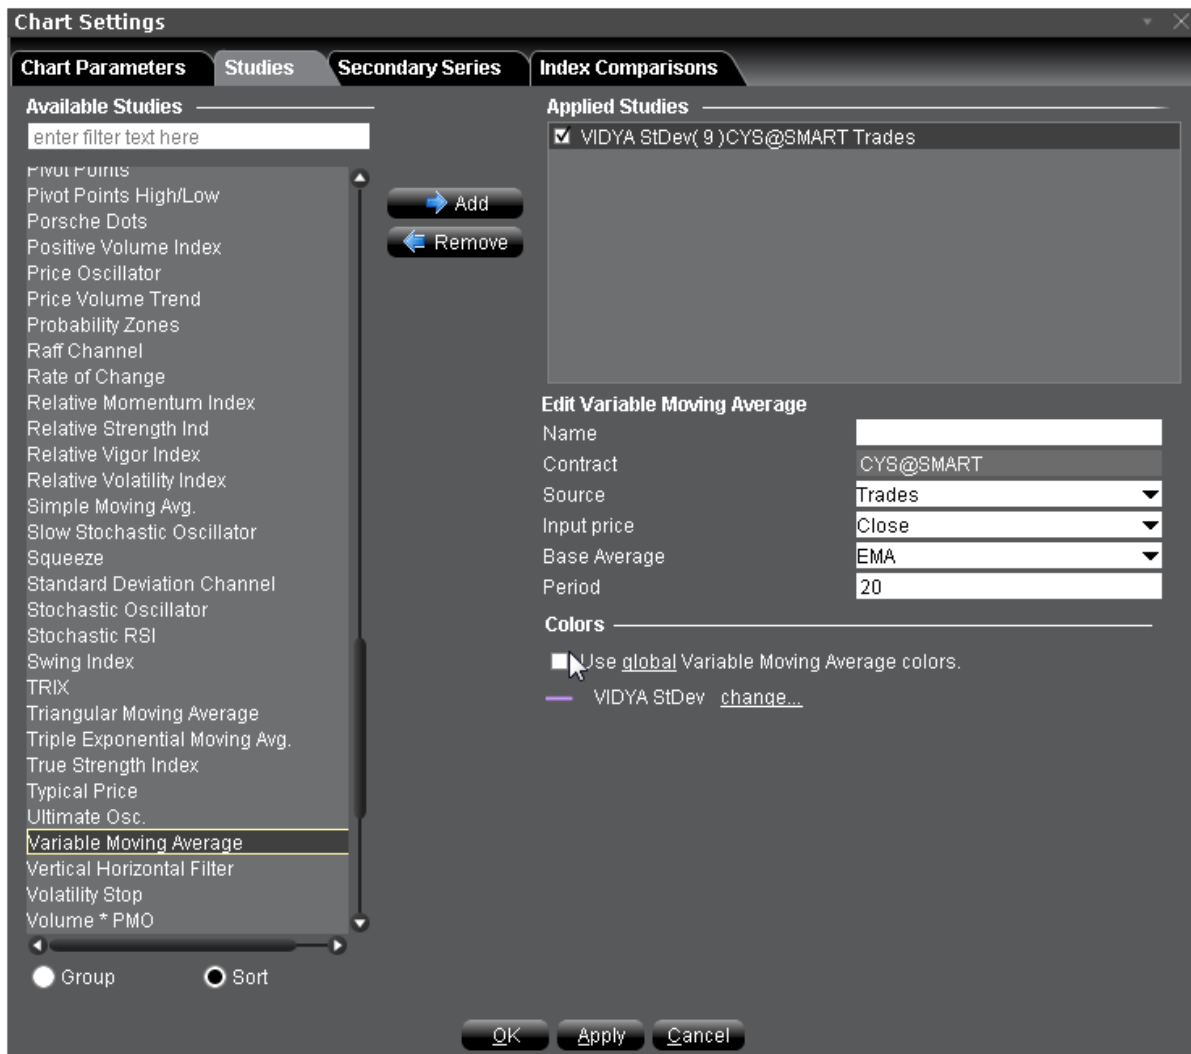 Chart Settings
Chart Parameters
Studies
Secondary Series
Index Comparisons
Available Studies
enter filter text here
Pivot Points
Pivot Points High/Low
Porsche Dots
Positive Volume Index
Price Oscillator
Price Volume Trend
Probability Zones
Raff Channel
Rate of Change
Relative Momentum Index
Relative Strength Ind
Relative Vigor Index
Relative Volatility Index
Simple Moving Avg.
Slow Stochastic Oscillator
Squeeze
Standard Deviation Channel
Stochastic Oscillator
Stochastic RSI
Swing Index
TRIX
Triangular Moving Average
Triple Exponential Moving Avg.
True Strength Index
Typical Price
Ultimate Osc.
Variable Moving Average
Vertical Horizontal Filter
Volatility Stop
Volume * PMO
Group
Sort
Add
Remove
Applied Studies
VIDYA StDev( 9 )CYS@SMART Trades
Edit Variable Moving Average
Name
Contract CYS@SMART
Source Trades
Input price Close
Base Average EMA
Period 20
Colors
Use global Variable Moving Average colors.
VIDYA StDev change...
OK
Apply
Cancel